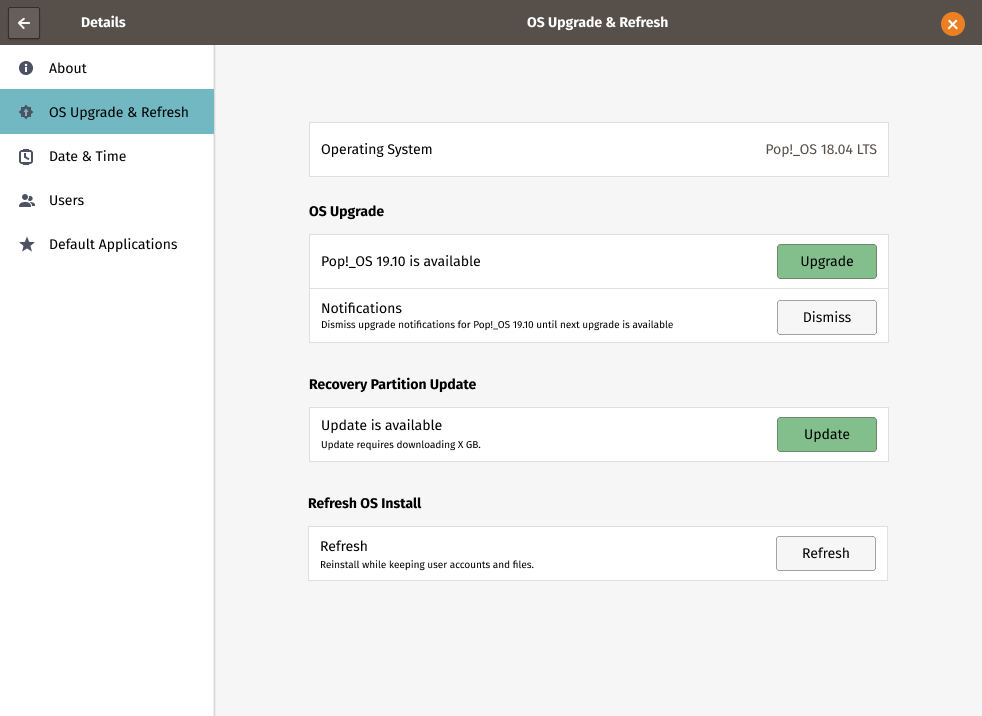 Details
OS Upgrade & Refresh
About
OS Upgrade & Refresh
Date & Time
Users
Default Applications
Operating System
Pop!_OS 18.04 LTS
OS Upgrade
Pop!_OS 19.10 is available
Upgrade
Notifications
Dismiss upgrade notifications for Pop!_OS 19.10 until next upgrade is available
Dismiss
Recovery Partition Update
Update is available
Update requires downloading X GB.
Update
Refresh OS Install
Refresh
Reinstall while keeping user accounts and files.
Refresh